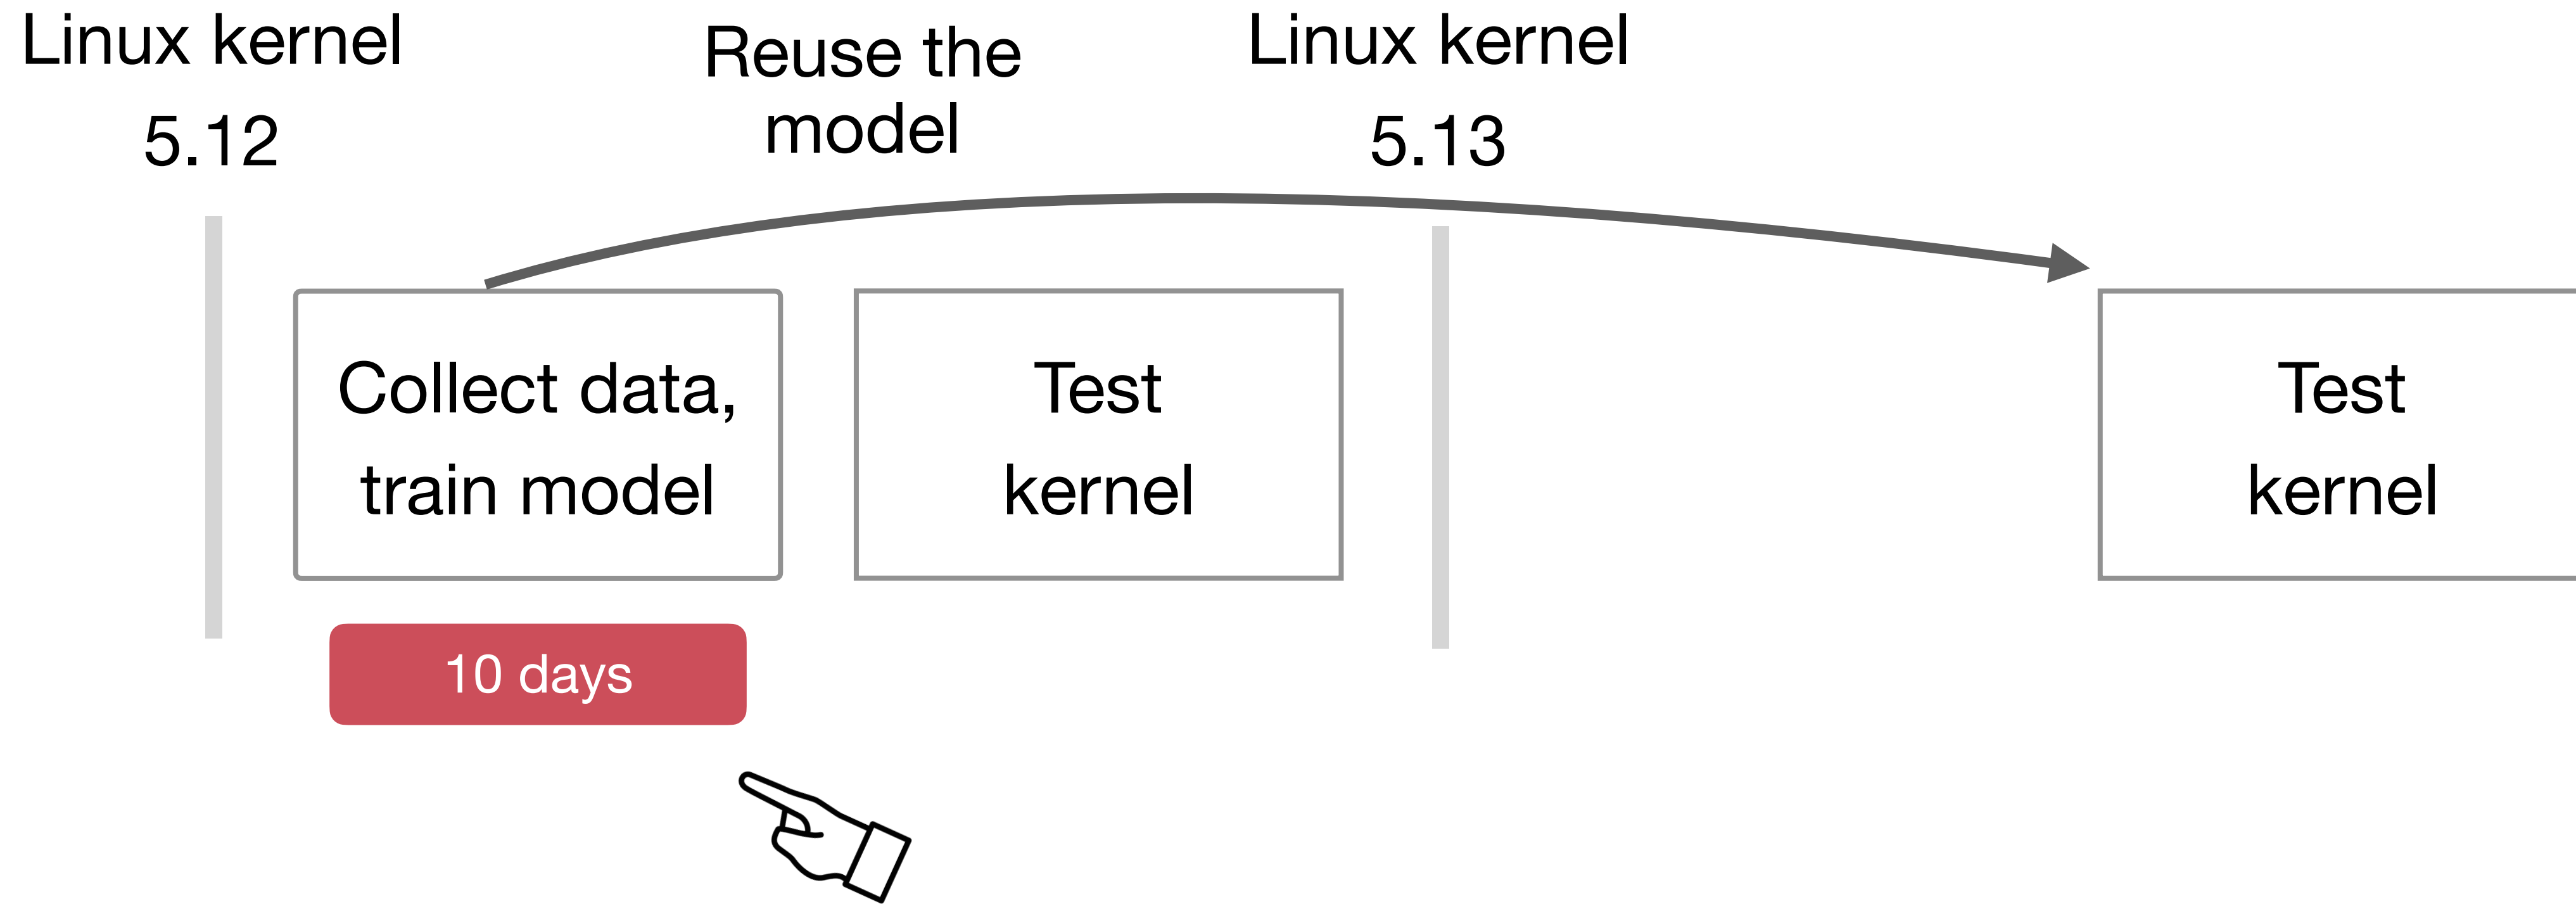 Linux kernel
5.12
Reuse the
model
Linux kernel
5.13
Collect data,
train model
Test
kernel
Test
kernel
10 days